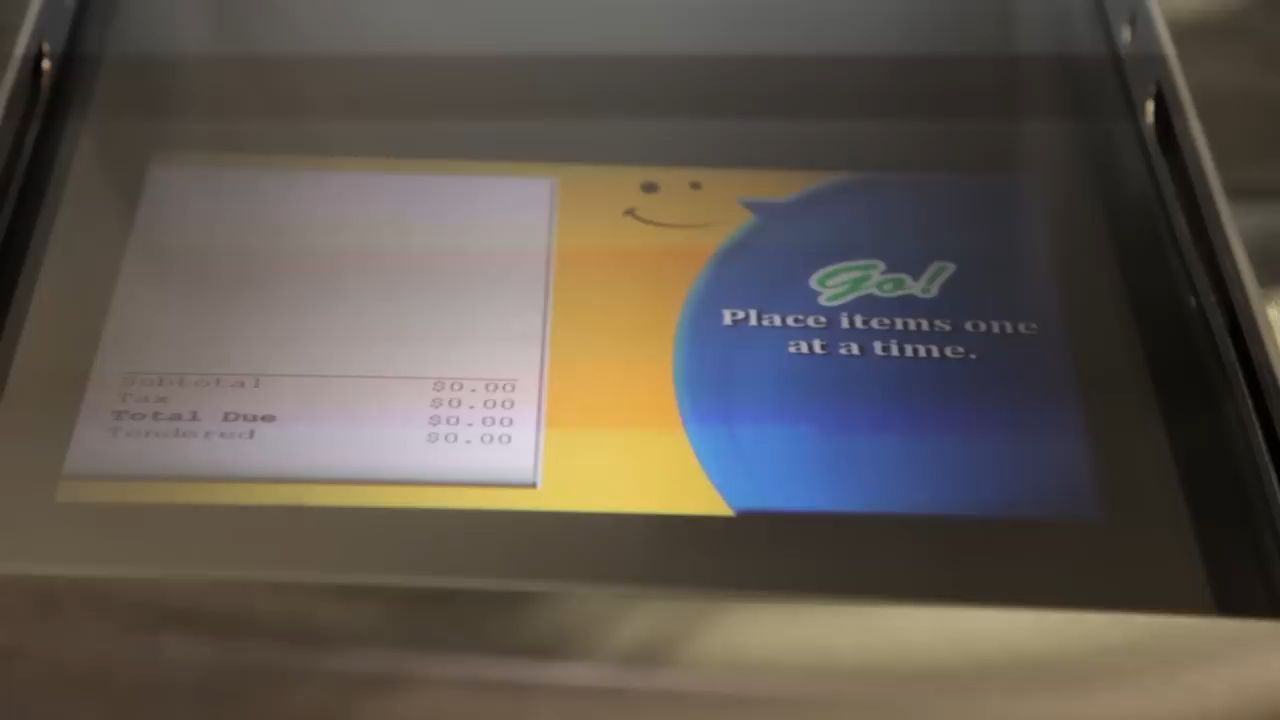 Go!
Place items one
at a time.
Subtotal $0.00
Tax $0.00
Total Due $0.00
Tendered $0.00